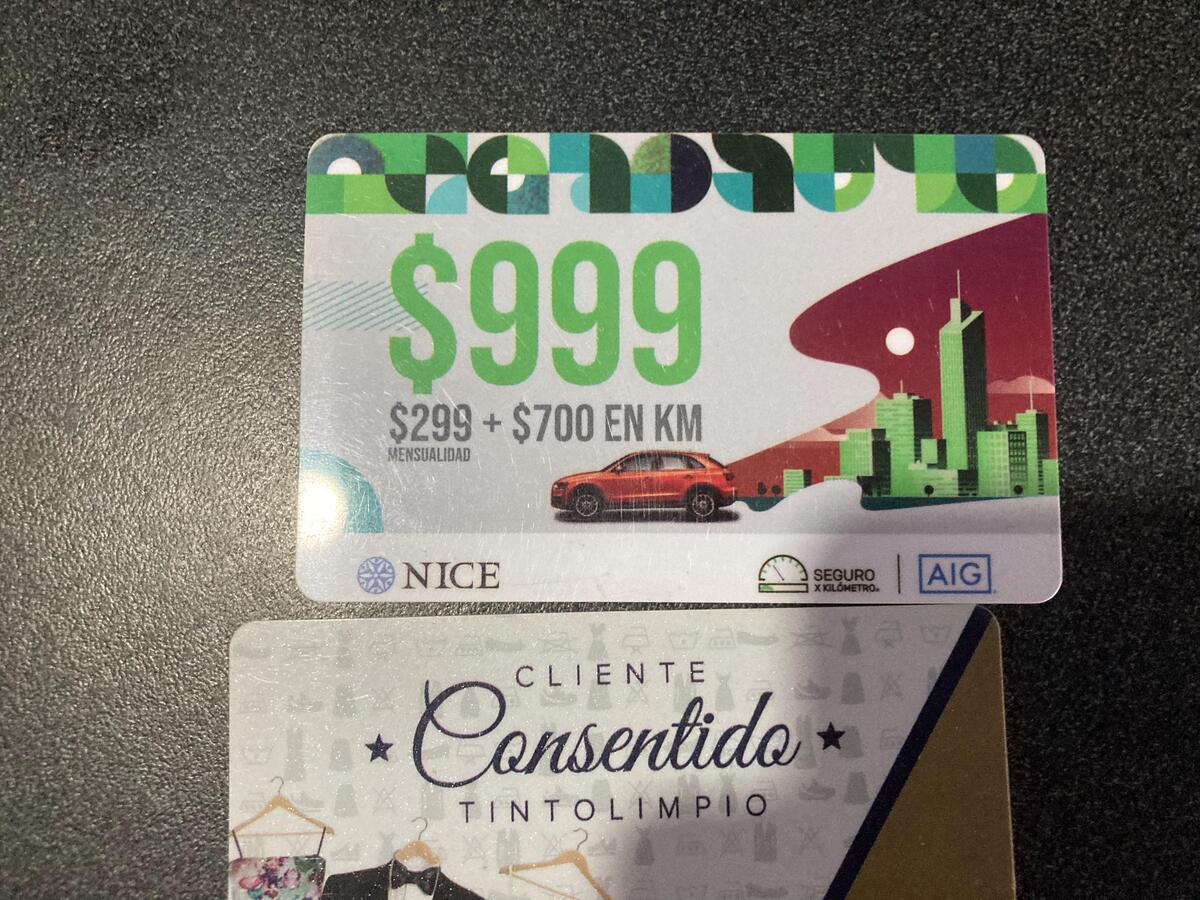 $999
$299 + $700 EN KM
MENSUALIDAD
NICE
SEGURO
X KILÓMETRO®
AIG
CLIENTE
Consentido
TINTOLIMPIO